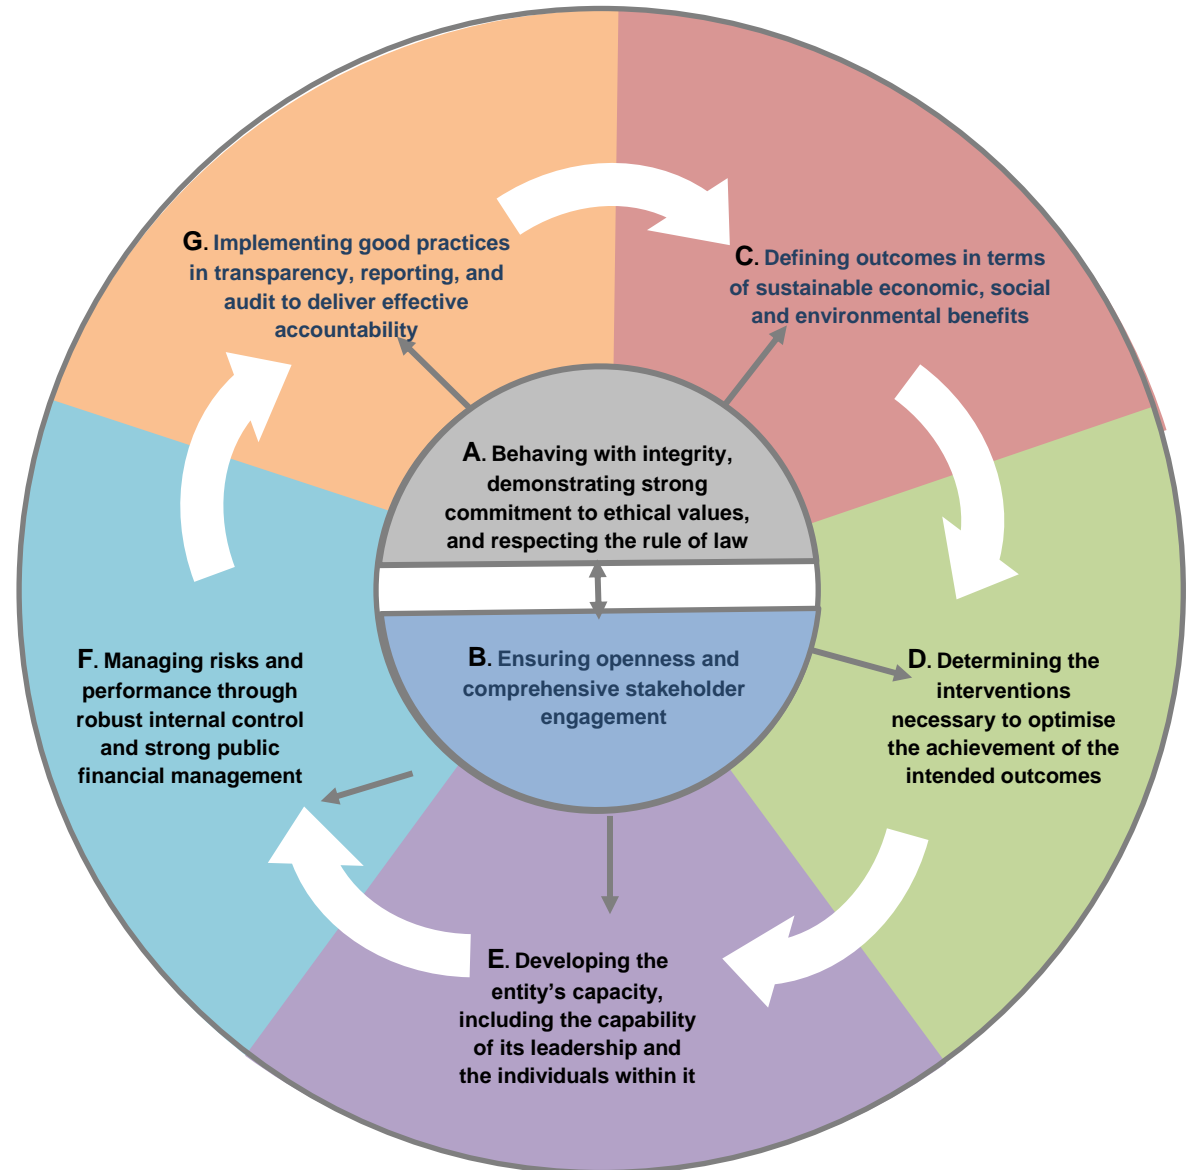 A. Behaving with integrity,
demonstrating strong
commitment to ethical values,
and respecting the rule of law
B. Ensuring openness and
comprehensive stakeholder
engagement
C. Defining outcomes in terms
of sustainable economic, social
and environmental benefits
D. Determining the
interventions
necessary to optimise
the achievement of the
intended outcomes
E. Developing the
entity’s capacity,
including the capability
of its leadership and
the individuals within it
F. Managing risks and
performance through
robust internal control
and strong public
financial management
G. Implementing good practices
in transparency, reporting, and
audit to deliver effective
accountability